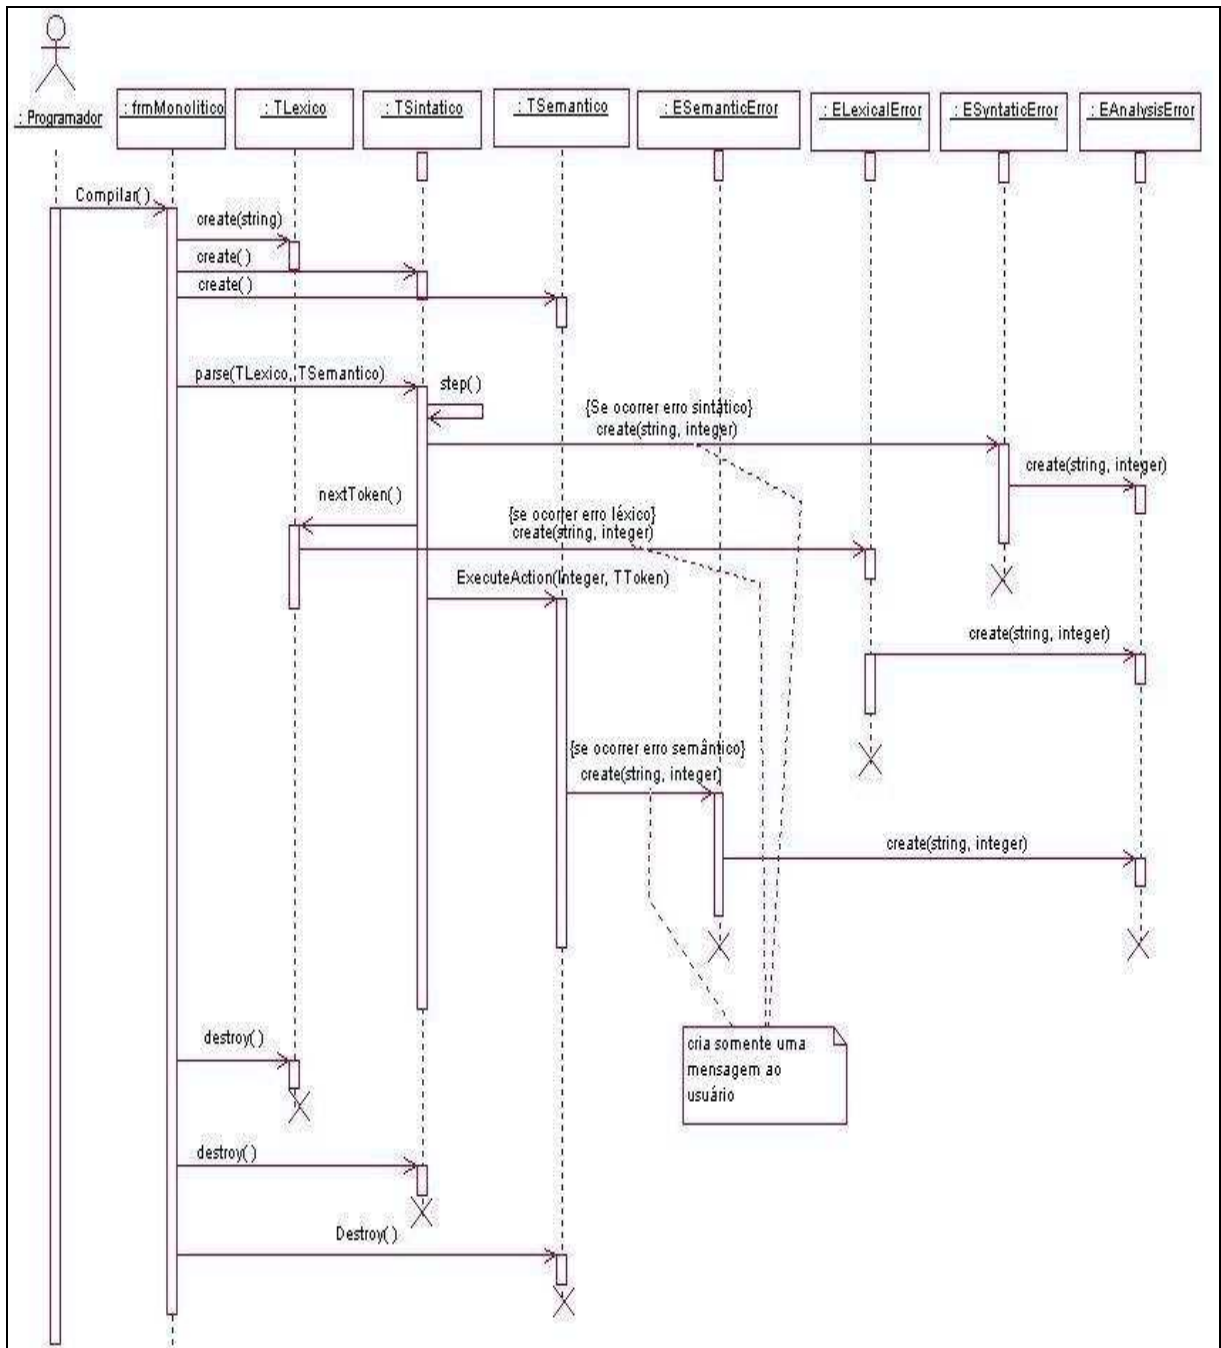 : Programador
: frmMonolitico
: TLexico
: TSintatico
: TSemantico
: ESemanticError
: ELexicalError
: ESyntaticError
: EAnalysisError
Compilar( )
create(string)
create( )
create( )
parse(TLexico, TSemantico)
step( )
{Se ocorrer erro sintático}
create(string, integer)
create(string, integer)
nextToken( )
{se ocorrer erro léxico}
create(string, integer)
ExecuteAction(Integer, TToken)
create(string, integer)
{se ocorrer erro semântico}
create(string, integer)
create(string, integer)
cria somente uma
mensagem ao
usuário
destroy( )
destroy( )
Destroy( )